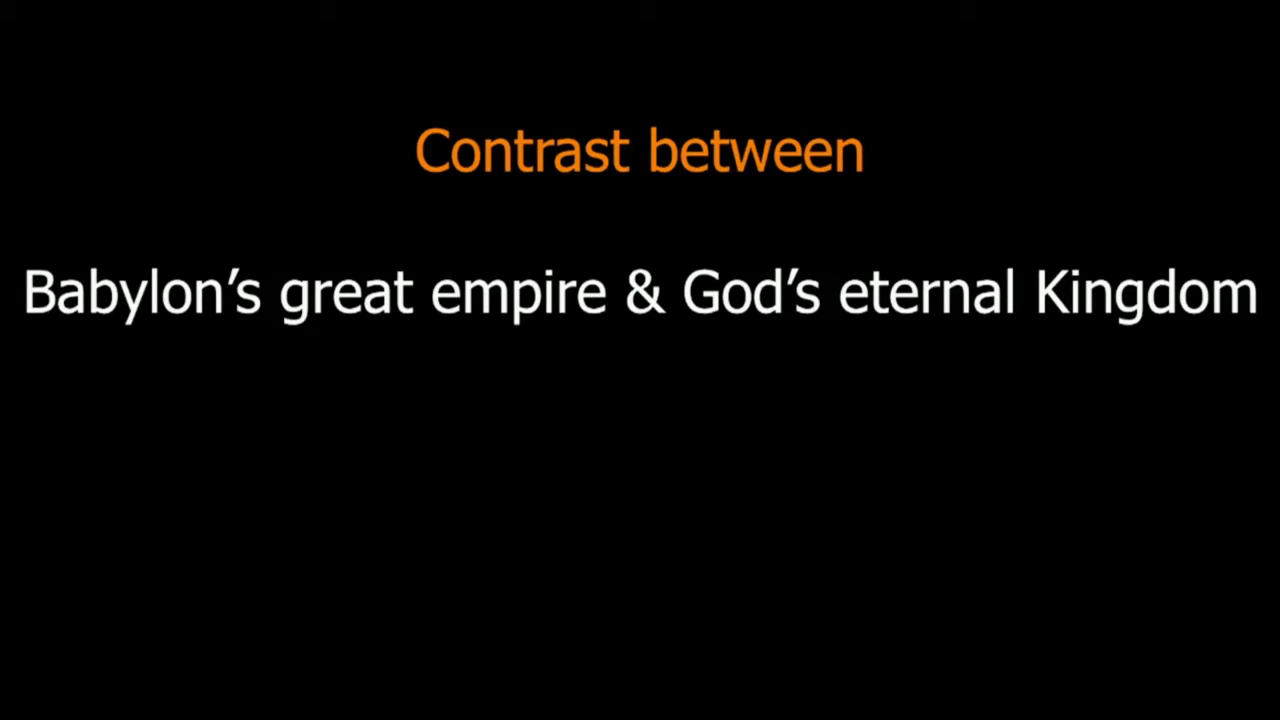 Contrast between
Babylon’s great empire & God’s eternal Kingdom